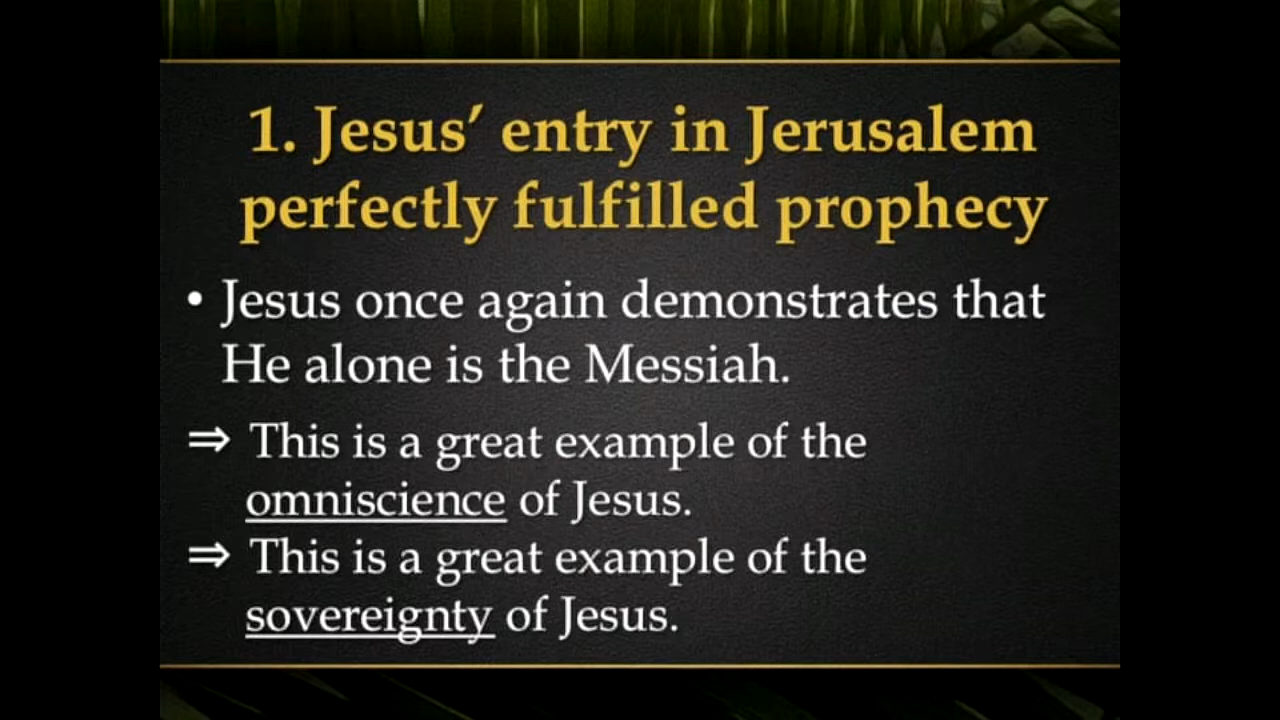 1. Jesus’ entry in Jerusalem
perfectly fulfilled prophecy
• Jesus once again demonstrates that
He alone is the Messiah.
⇒ This is a great example of the
omniscience of Jesus.
⇒ This is a great example of the
sovereignty of Jesus.